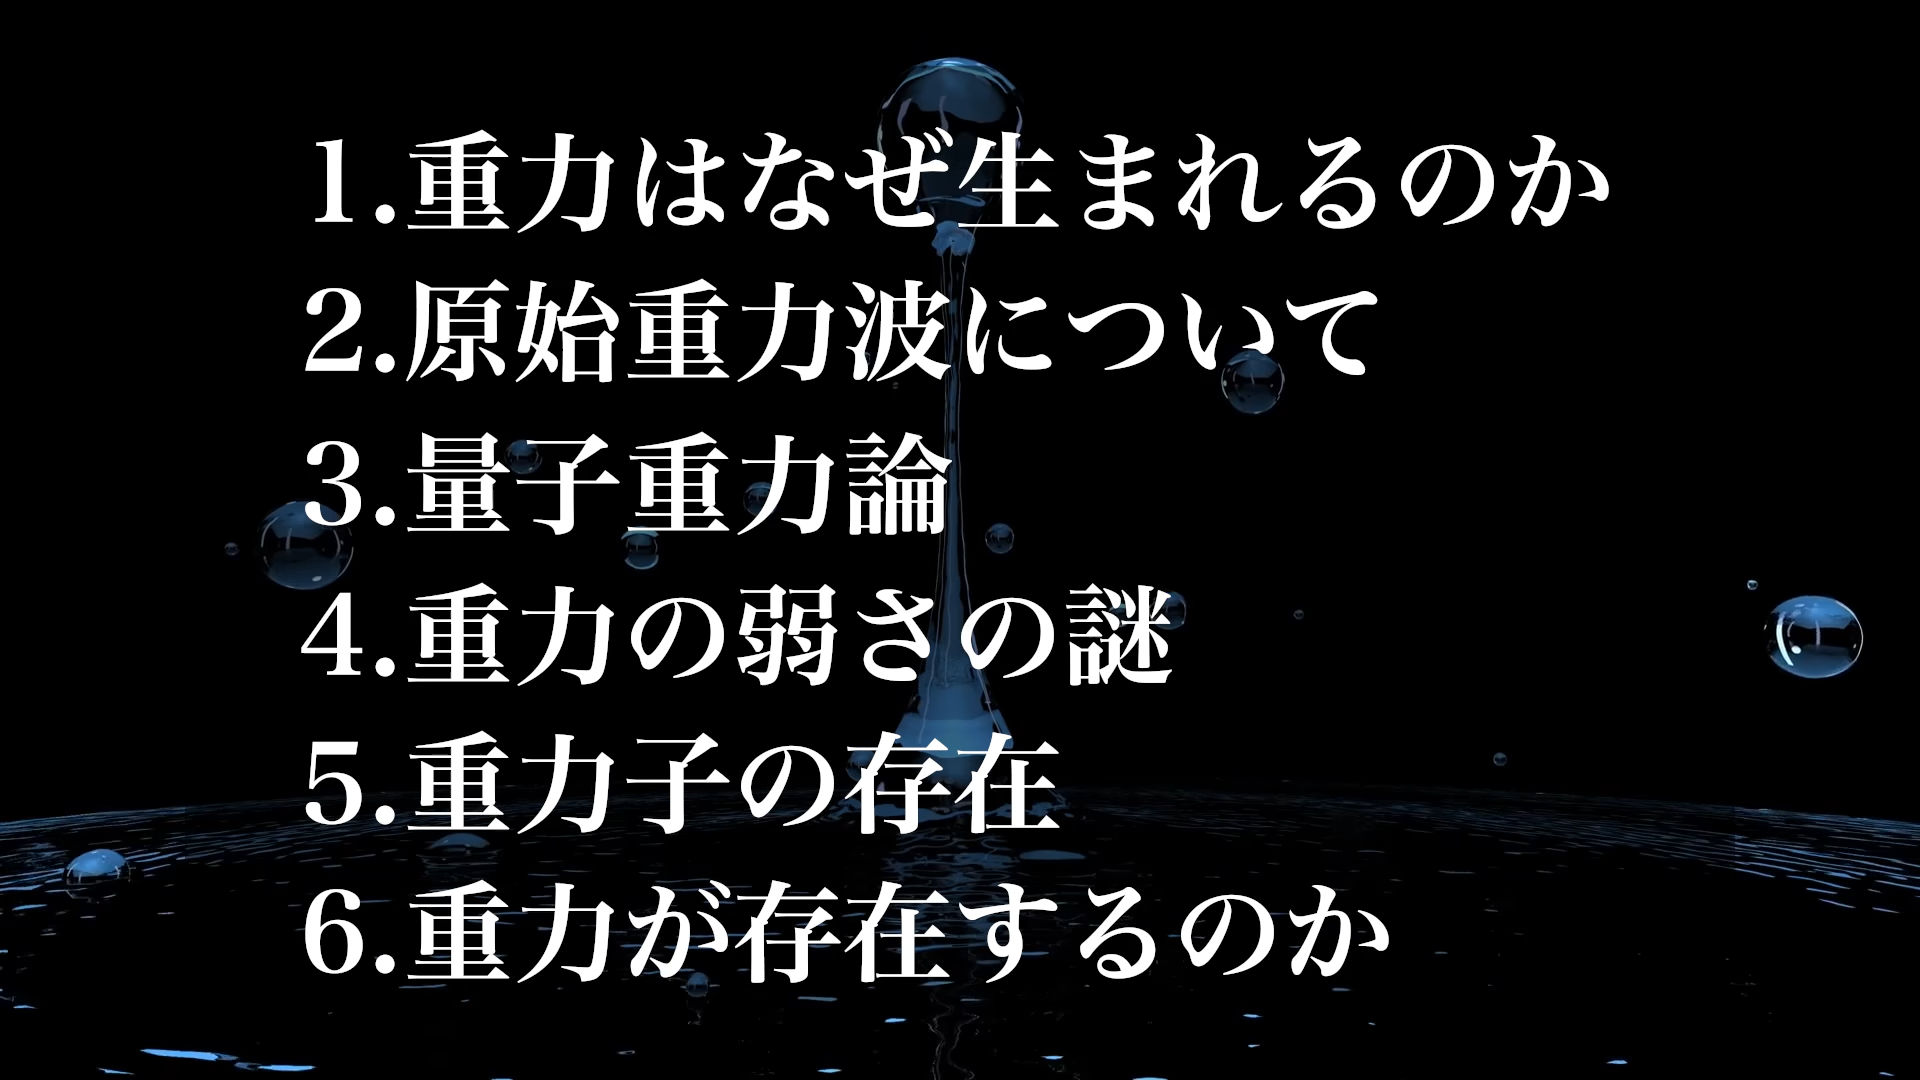 1.重力はなぜ生まれるのか
2.原始重力波について
3.量子重力論
4.重力の弱さの謎
5.重力子の存在
6.重力が存在するのか